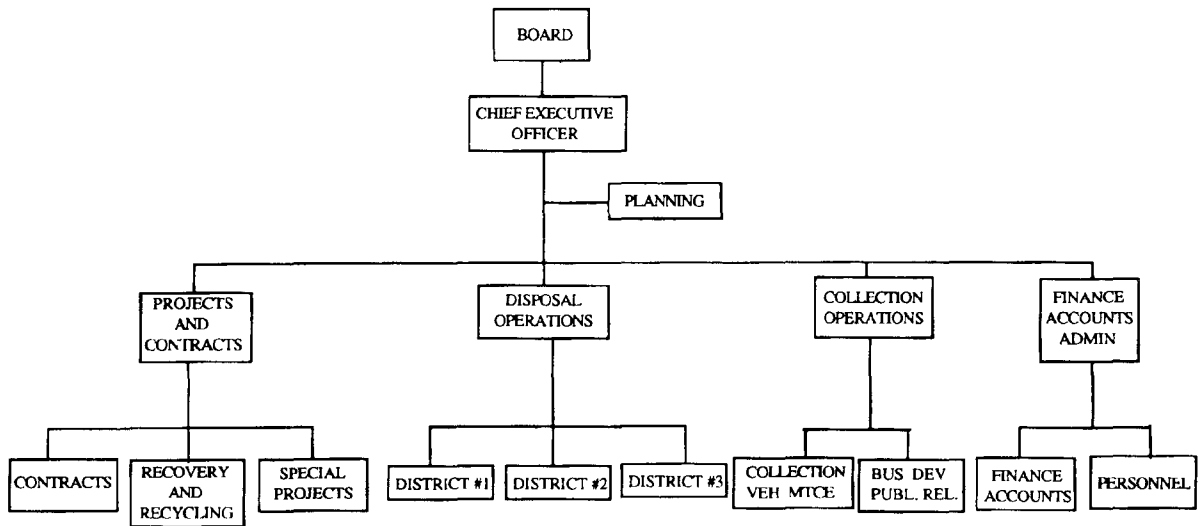 BOARD
CHIEF EXECUTIVE
OFFICER
PLANNING
PROJECTS
AND
CONTRACTS
DISPOSAL
OPERATIONS
COLLECTION
OPERATIONS
FINANCE
ACCOUNTS
ADMIN
CONTRACTS
RECOVERY
AND
RECYCLING
SPECIAL
PROJECTS
DISTRICT #1
DISTRICT #2
DISTRICT #3
COLLECTION
VEH MTCE
BUS DEV
PUBL. REL.
FINANCE
ACCOUNTS
PERSONNEL